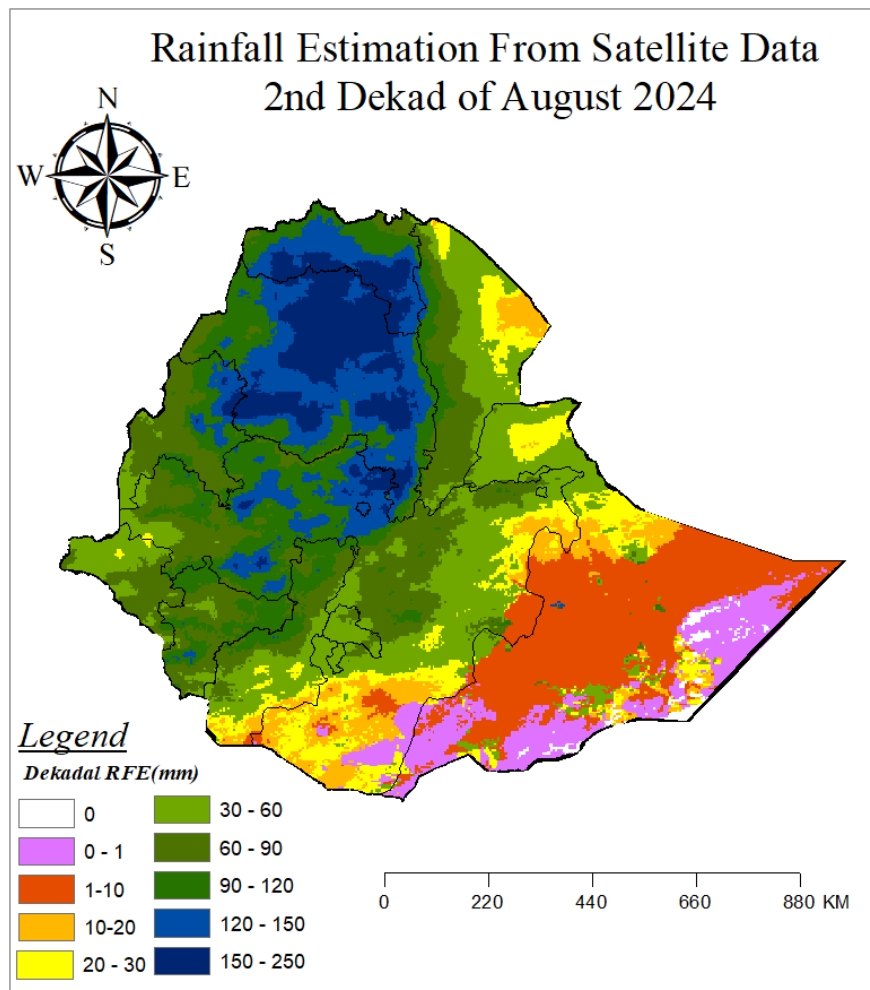 Rainfall Estimation From Satellite Data
2nd Dekad of August 2024
N
W
E
S
Legend
Dekadal RFE(mm)
0
0 - 1
1-10
10-20
20 - 30
30 - 60
60 - 90
90 - 120
120 - 150
150 - 250
0 220 440 660 880 KM